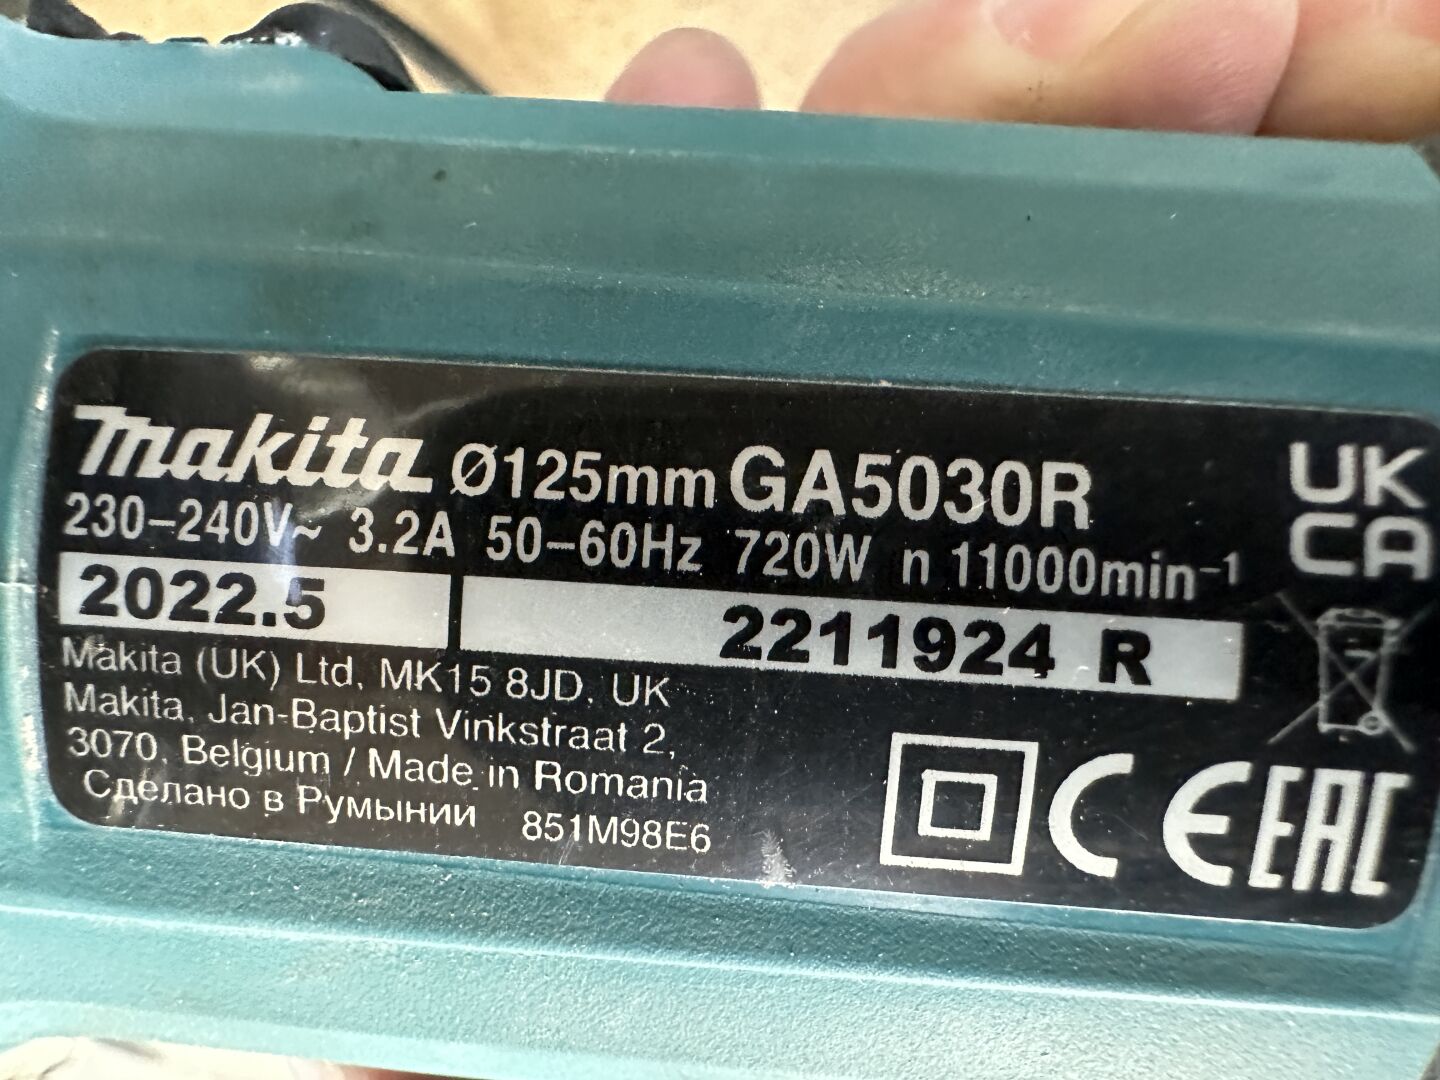 makita Ø125mm GA5030R
230-240V~ 3.2A 50-60Hz 720W n 11000min-1
2022.5 2211924 R
Makita (UK) Ltd, MK15 8JD, UK
Makita, Jan-Baptist Vinkstraat 2,
3070, Belgium / Made in Romania
Сделано в Румынии 851M98E6
UK
CA
CE EAC